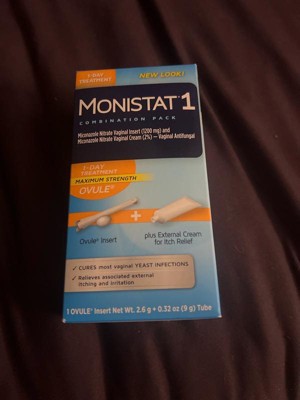 1-DAY
TREATMENT
NEW LOOK!
MONISTAT 1
COMBINATION PACK
Miconazole Nitrate Vaginal Insert (1200 mg) and
Miconazole Nitrate Vaginal Cream (2%) — Vaginal Antifungal
1-DAY
TREATMENT
MAXIMUM STRENGTH
OVULE®
+
Ovule® Insert
plus External Cream
for Itch Relief
✓ CURES most vaginal YEAST INFECTIONS
✓ Relieves associated external
itching and irritation
1 OVULE® Insert Net Wt. 2.6 g + 0.32 oz (9 g) Tube